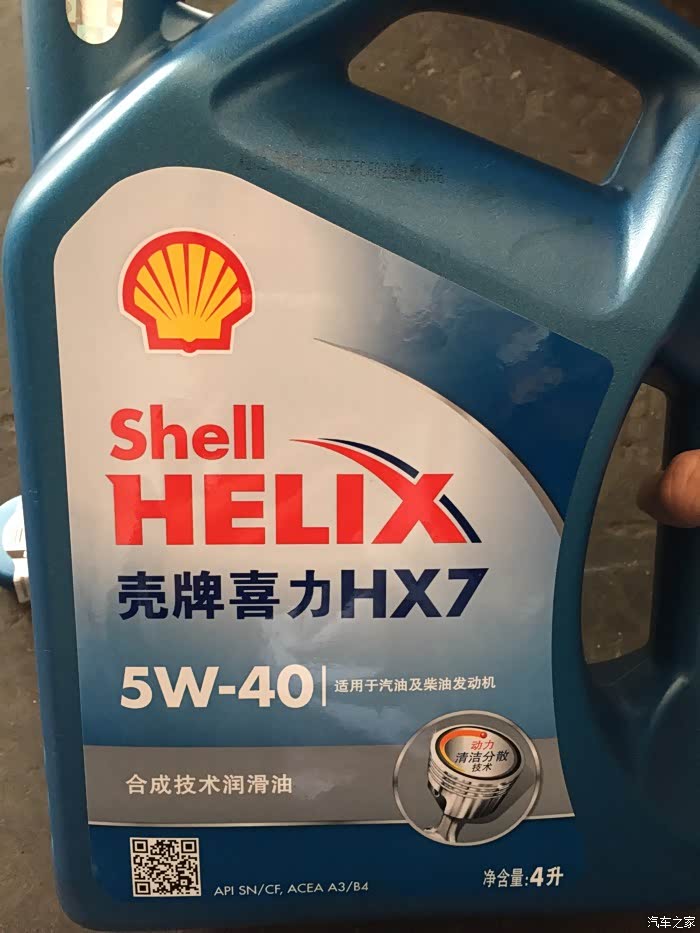 Shell
HELIX
壳牌喜力HX7
5W-40
适用于汽油及柴油发动机
动力
清洁分散
技术
合成技术润滑油
API SN/CF, ACEA A3/B4
净含量:4升
汽车之家